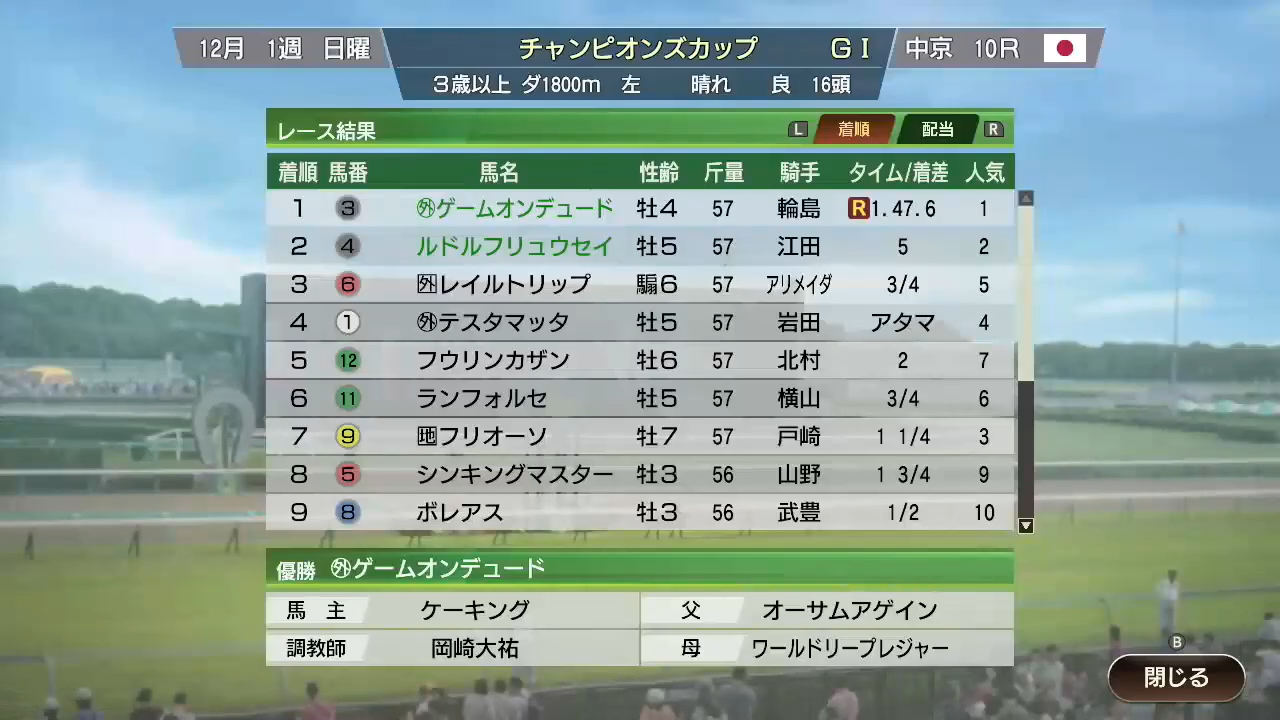 12月 1週 日曜 チャンピオンズカップ GⅠ 中京 10R
3歳以上 ダ1800m 左 晴れ 良 16頭
レース結果 L 着順 配当 R
着順 馬番 馬名 性齢 斤量 騎手 タイム/着差 人気
1 3 外ゲームオンデュード 牡4 57 輪島 R1.47.6 1
2 4 ルドルフリュウセイ 牡5 57 江田 5 2
3 6 外レイルトリップ 騸6 57 アリメイダ 3/4 5
4 1 外テスタマッタ 牡5 57 岩田 アタマ 4
5 12 フウリンカザン 牡6 57 北村 2 7
6 11 ランフォルセ 牡5 57 横山 3/4 6
7 9 地フリオーソ 牡7 57 戸崎 1 1/4 3
8 5 シンキングマスター 牡3 56 山野 1 3/4 9
9 8 ボレアス 牡3 56 武豊 1/2 10
優勝 外ゲームオンデュード
馬主 ケーキング 父 オーサムアゲイン
調教師 岡崎大祐 母 ワールドリープレジャー
B
閉じる